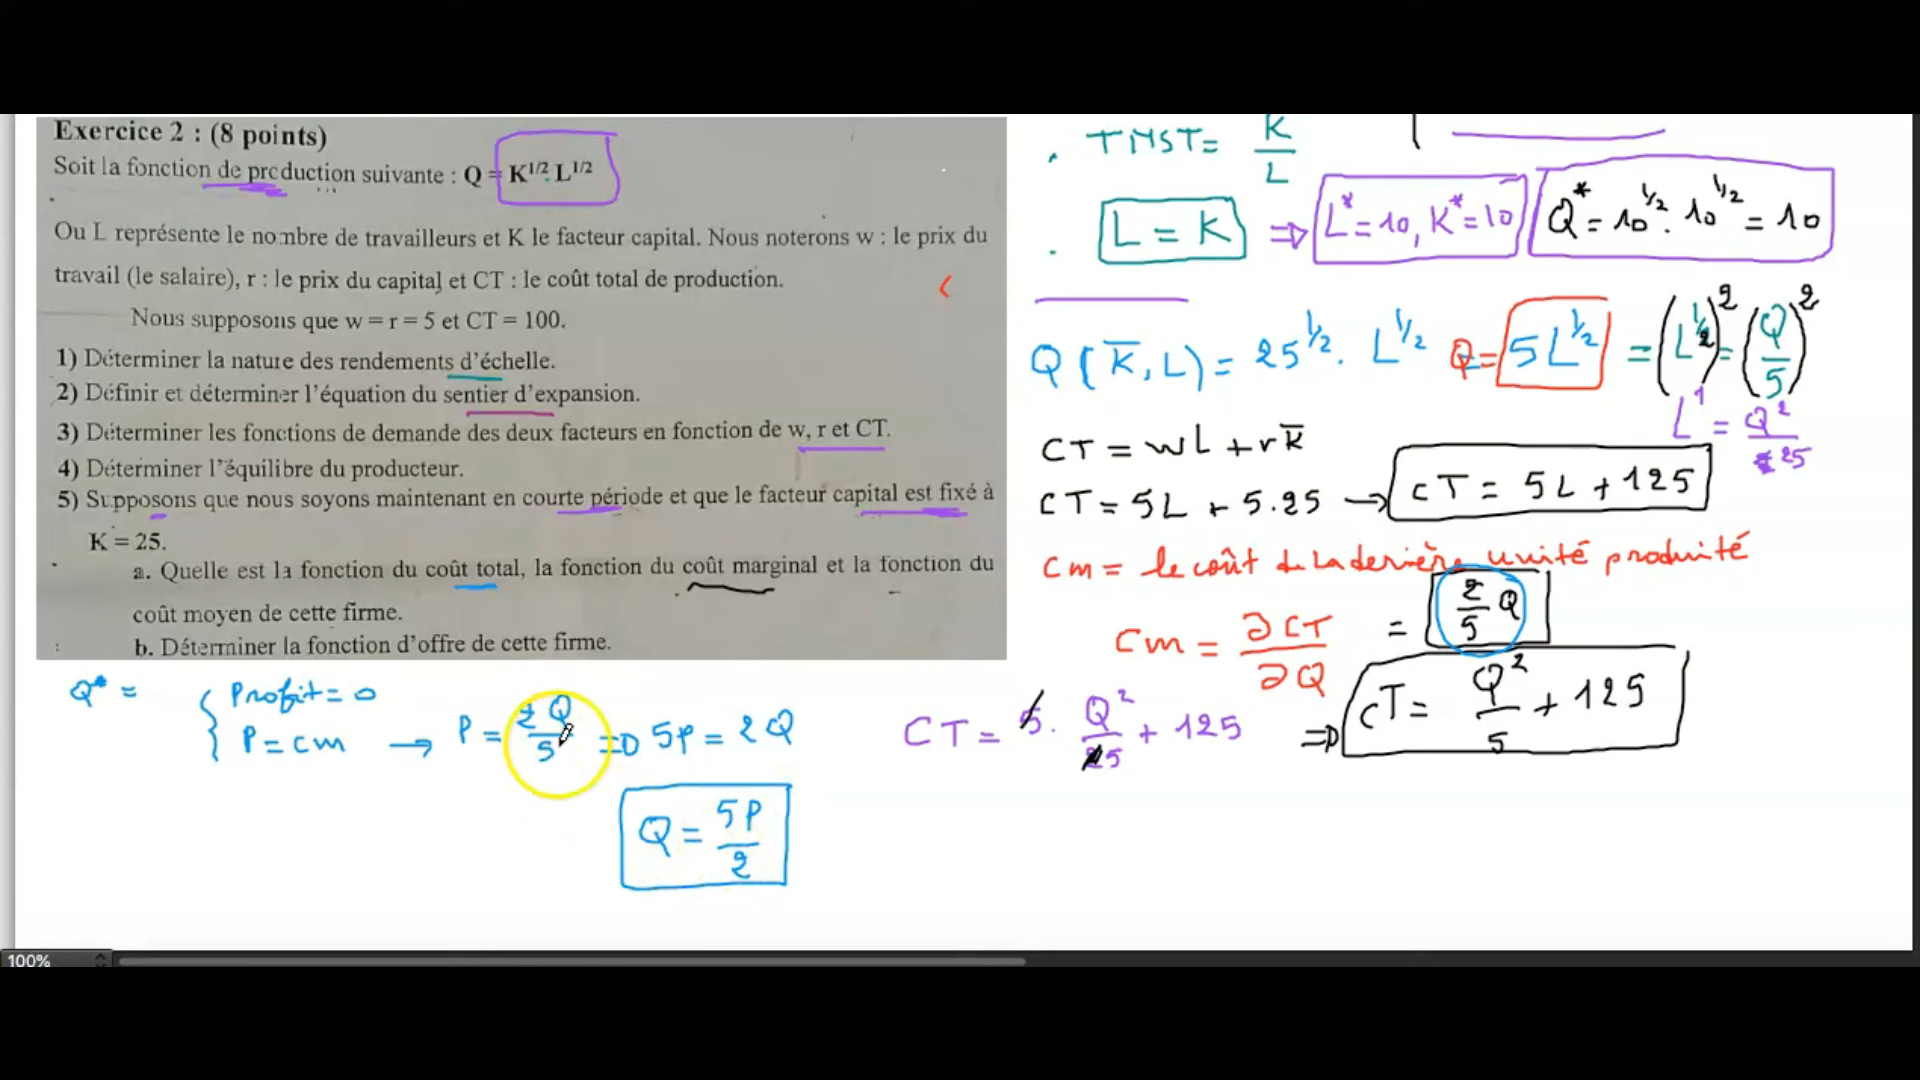 Exercice 2 : (8 points)
Soit la fonction de production suivante : Q = K^1/2 L^1/2
Ou L représente le nombre de travailleurs et K le facteur capital. Nous noterons w : le prix du
travail (le salaire), r : le prix du capital et CT : le coût total de production.
Nous supposons que w = r = 5 et CT = 100.
1) Déterminer la nature des rendements d'échelle.
2) Définir et déterminer l'équation du sentier d'expansion.
3) Déterminer les fonctions de demande des deux facteurs en fonction de w, r et CT.
4) Déterminer l'équilibre du producteur.
5) Supposons que nous soyons maintenant en courte période et que le facteur capital est fixé à
K = 25.
a. Quelle est la fonction du coût total, la fonction du coût marginal et la fonction du
coût moyen de cette firme.
b. Déterminer la fonction d'offre de cette firme.
Q* =
{ Profit = 0
P = cm → P = 2Q/5 => 5P = 2Q
Q = 5P/2
TMST = K/L
L = K => L* = 10, K* = 10 Q* = 10^1/2 . 10^1/2 = 10
Q(K̅, L) = 25^1/2 . L^1/2 Q = 5L^1/2 = (L^1/2)^2 = (Q/5)^2
L^1 = Q^2/25
CT = wL + rK̅
CT = 5L + 5.25 → CT = 5L + 125
Cm = le coût de la derière unité produité
Cm = ∂CT/∂Q = 2/5 Q
CT = 5. Q^2/25 + 125 => CT = Q^2/5 + 125
100%